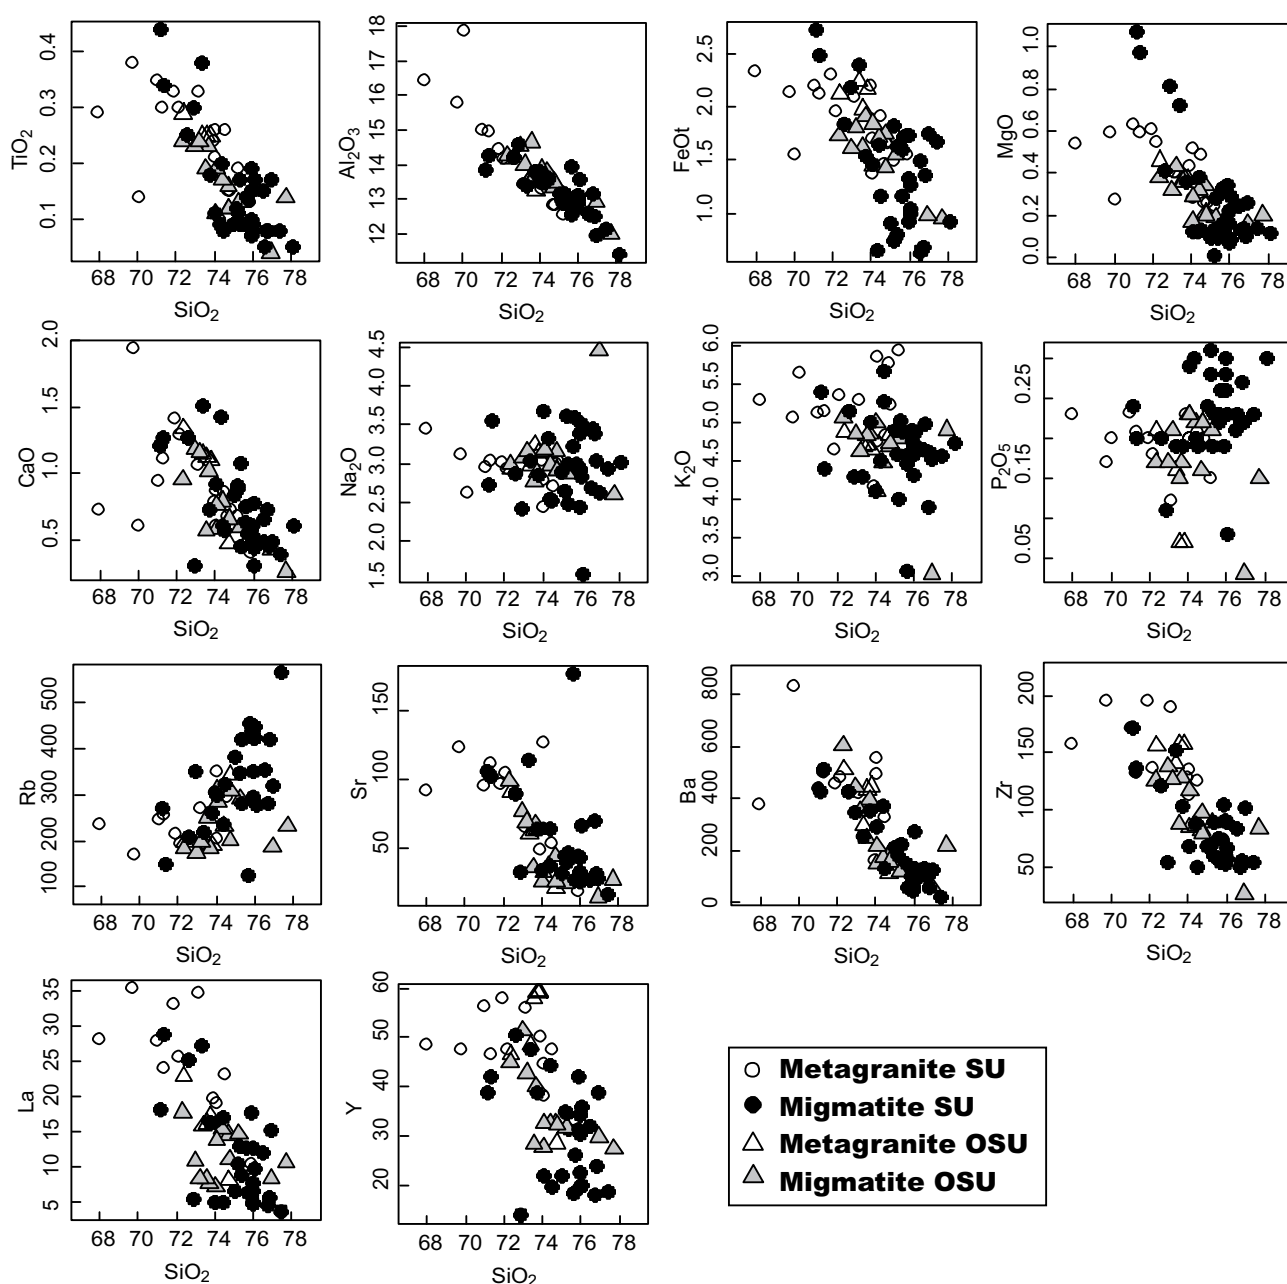 TiO2
0.1 0.2 0.3 0.4
68 70 72 74 76 78
SiO2
Al2O3
12 13 14 15 16 17 18
68 70 72 74 76 78
SiO2
FeOt
1.0 1.5 2.0 2.5
68 70 72 74 76 78
SiO2
MgO
0.0 0.2 0.4 0.6 0.8 1.0
68 70 72 74 76 78
SiO2
CaO
0.5 1.0 1.5 2.0
68 70 72 74 76 78
SiO2
Na2O
1.5 2.0 2.5 3.0 3.5 4.0 4.5
68 70 72 74 76 78
SiO2
K2O
3.0 3.5 4.0 4.5 5.0 5.5 6.0
68 70 72 74 76 78
SiO2
P2O5
0.05 0.15 0.25
68 70 72 74 76 78
SiO2
Rb
100 200 300 400 500
68 70 72 74 76 78
SiO2
Sr
50 100 150
68 70 72 74 76 78
SiO2
Ba
0 200 400 600 800
68 70 72 74 76 78
SiO2
Zr
50 100 150 200
68 70 72 74 76 78
SiO2
La
5 10 15 20 25 30 35
68 70 72 74 76 78
SiO2
Y
20 30 40 50 60
68 70 72 74 76 78
SiO2
Metagranite SU
Migmatite SU
Metagranite OSU
Migmatite OSU